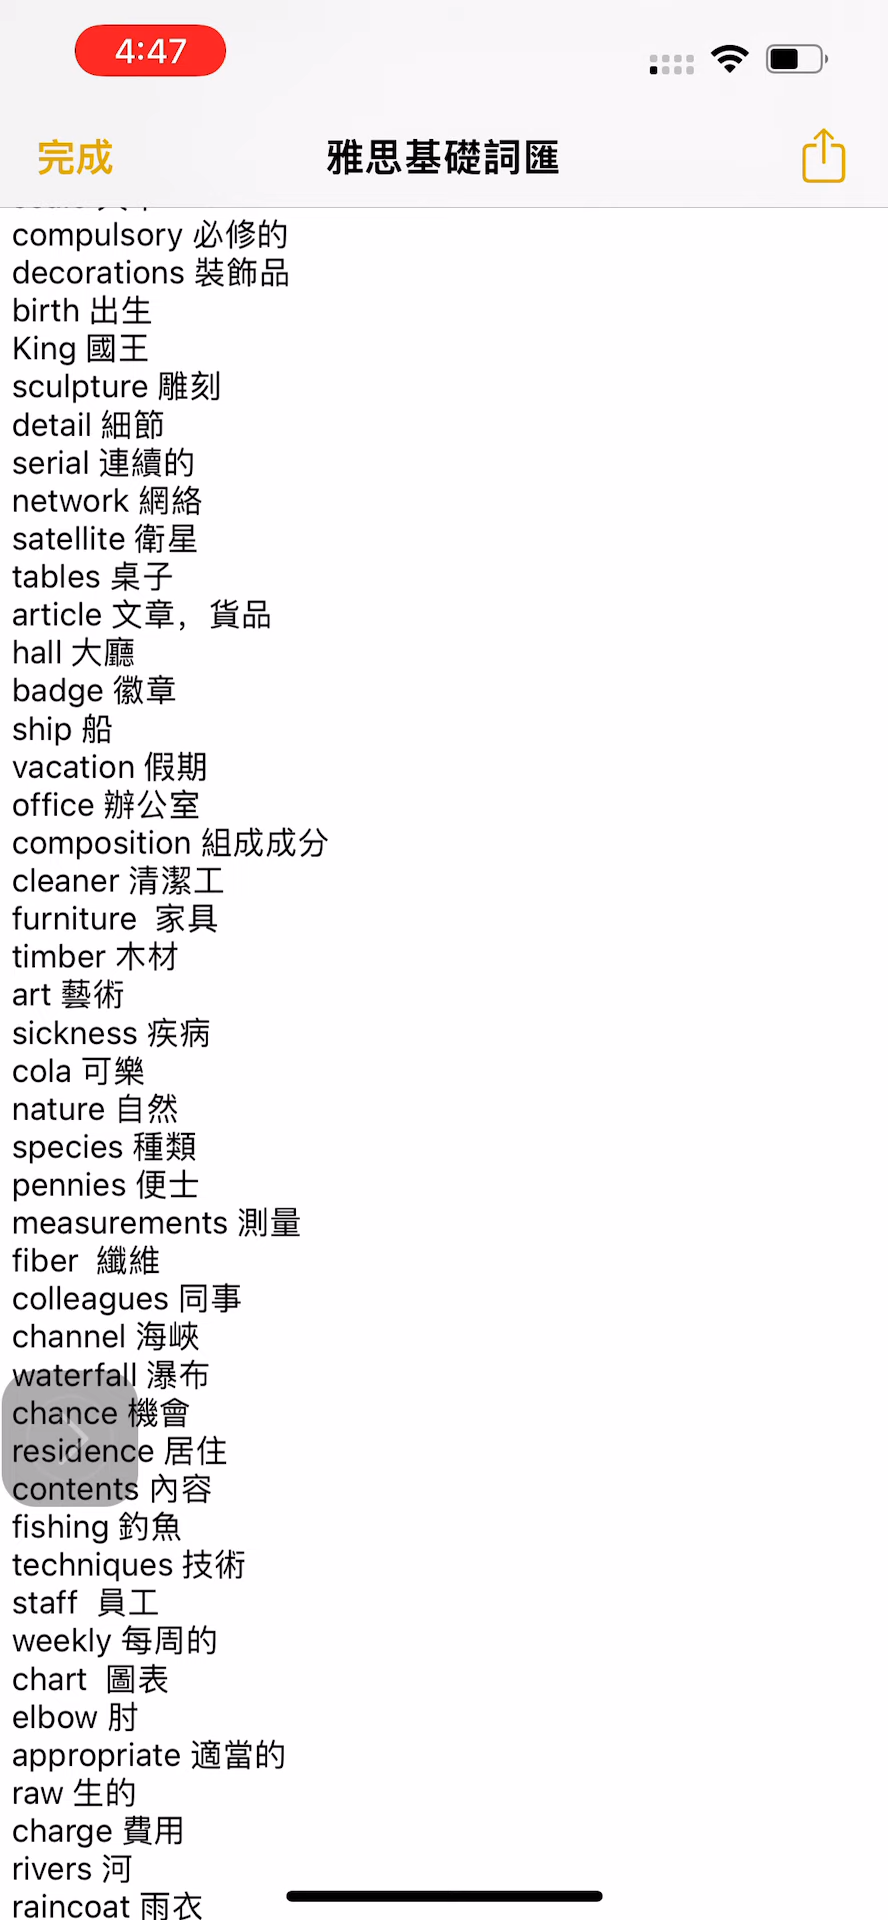 4:47
完成
雅思基礎詞匯
compulsory 必修的
decorations 裝飾品
birth 出生
King 國王
sculpture 雕刻
detail 細節
serial 連續的
network 網絡
satellite 衛星
tables 桌子
article 文章，貨品
hall 大廳
badge 徽章
ship 船
vacation 假期
office 辦公室
composition 組成成分
cleaner 清潔工
furniture  家具
timber 木材
art 藝術
sickness 疾病
cola 可樂
nature 自然
species 種類
pennies 便士
measurements 測量
fiber  纖維
colleagues 同事
channel 海峽
waterfall 瀑布
chance 機會
residence 居住
contents 內容
fishing 釣魚
techniques 技術
staff  員工
weekly 每周的
chart  圖表
elbow 肘
appropriate 適當的
raw 生的
charge 費用
rivers 河
raincoat 雨衣